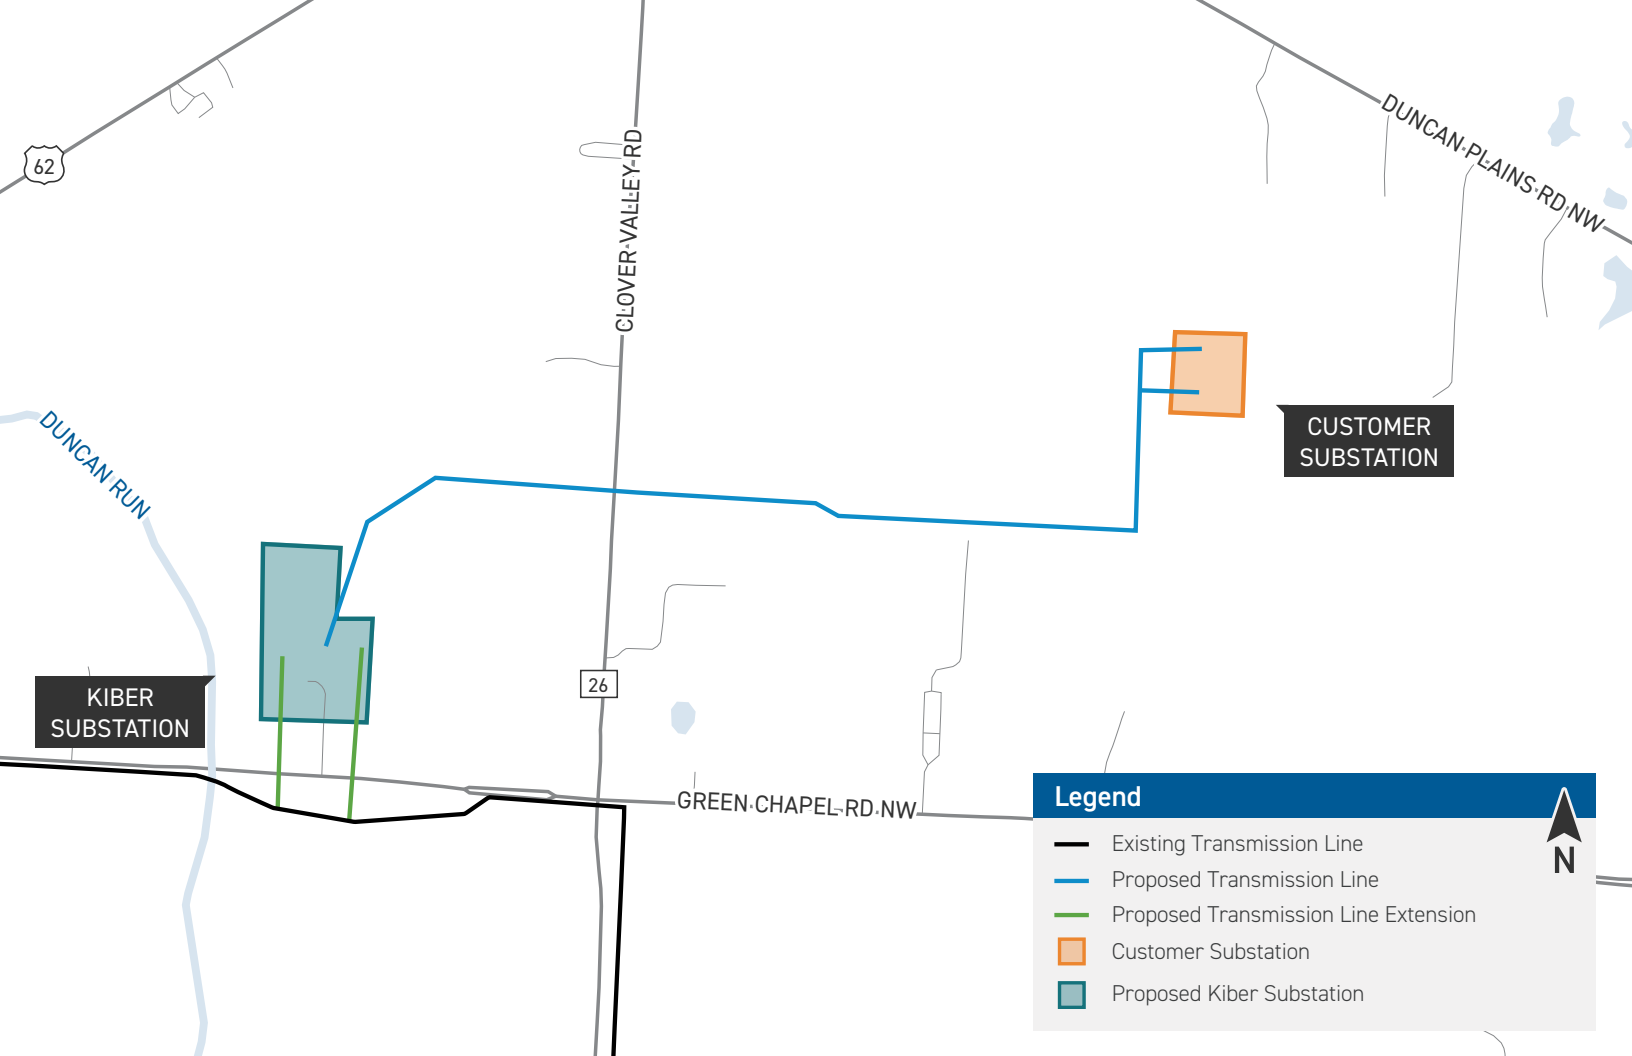 62
CLOVER VALLEY RD
DUNCAN PLAINS RD NW
DUNCAN RUN
CUSTOMER
SUBSTATION
KIBER
SUBSTATION
26
GREEN CHAPEL RD NW
Legend
N
Existing Transmission Line
Proposed Transmission Line
Proposed Transmission Line Extension
Customer Substation
Proposed Kiber Substation